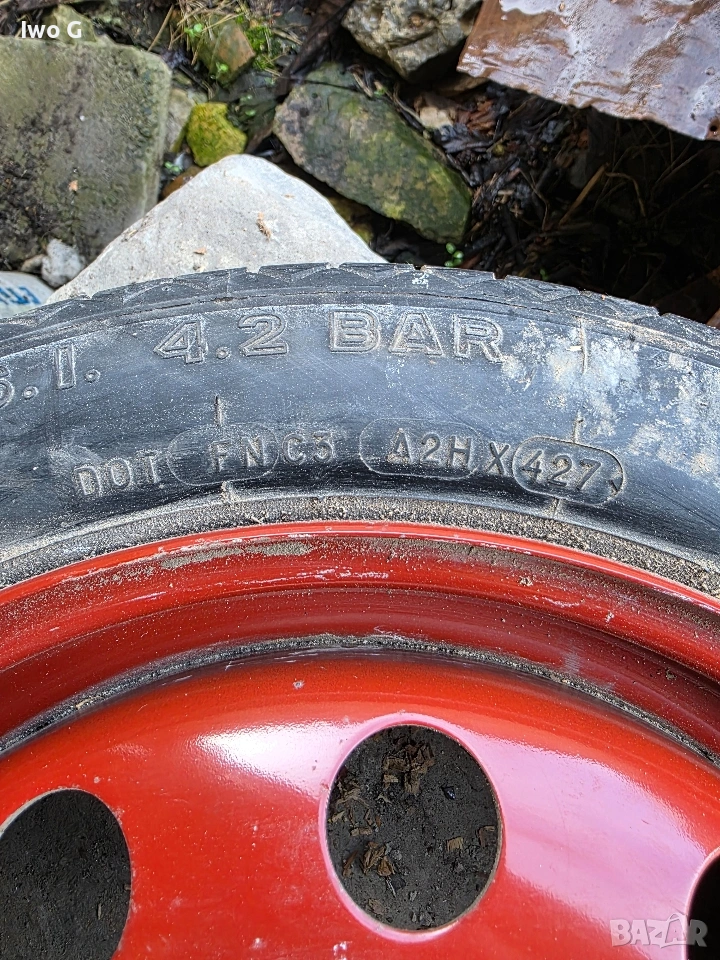 Iwo G
S.I. 4.2 BAR
DOT FNC3 A2HX 427
BAZAR